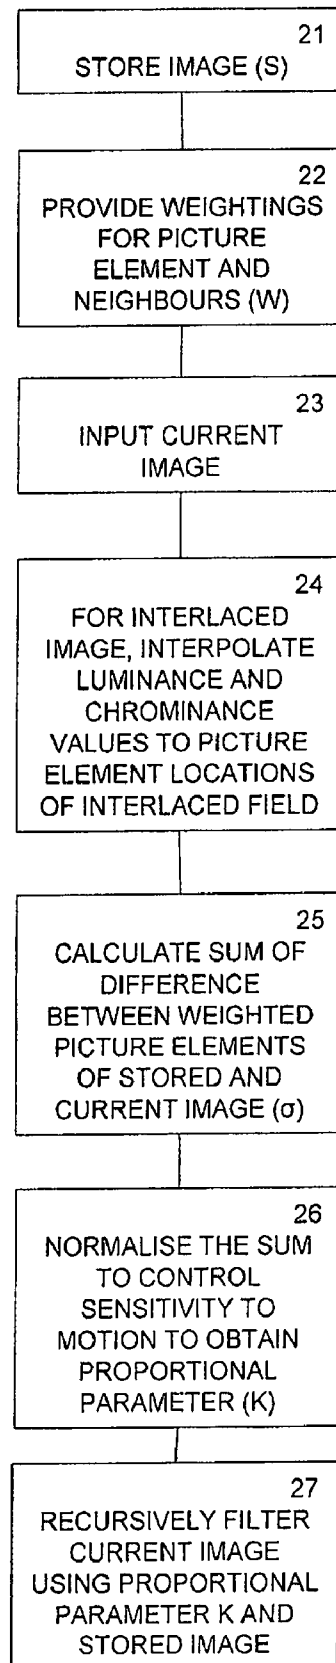 21
STORE IMAGE (S)
22
PROVIDE WEIGHTINGS
FOR PICTURE
ELEMENT AND
NEIGHBOURS (W)
23
INPUT CURRENT
IMAGE
24
FOR INTERLACED
IMAGE, INTERPOLATE
LUMINANCE AND
CHROMINANCE
VALUES TO PICTURE
ELEMENT LOCATIONS
OF INTERLACED FIELD
25
CALCULATE SUM OF
DIFFERENCE
BETWEEN WEIGHTED
PICTURE ELEMENTS
OF STORED AND
CURRENT IMAGE (σ)
26
NORMALISE THE SUM
TO CONTROL
SENSITIVITY TO
MOTION TO OBTAIN
PROPORTIONAL
PARAMETER (K)
27
RECURSIVELY FILTER
CURRENT IMAGE
USING PROPORTIONAL
PARAMETER K AND
STORED IMAGE